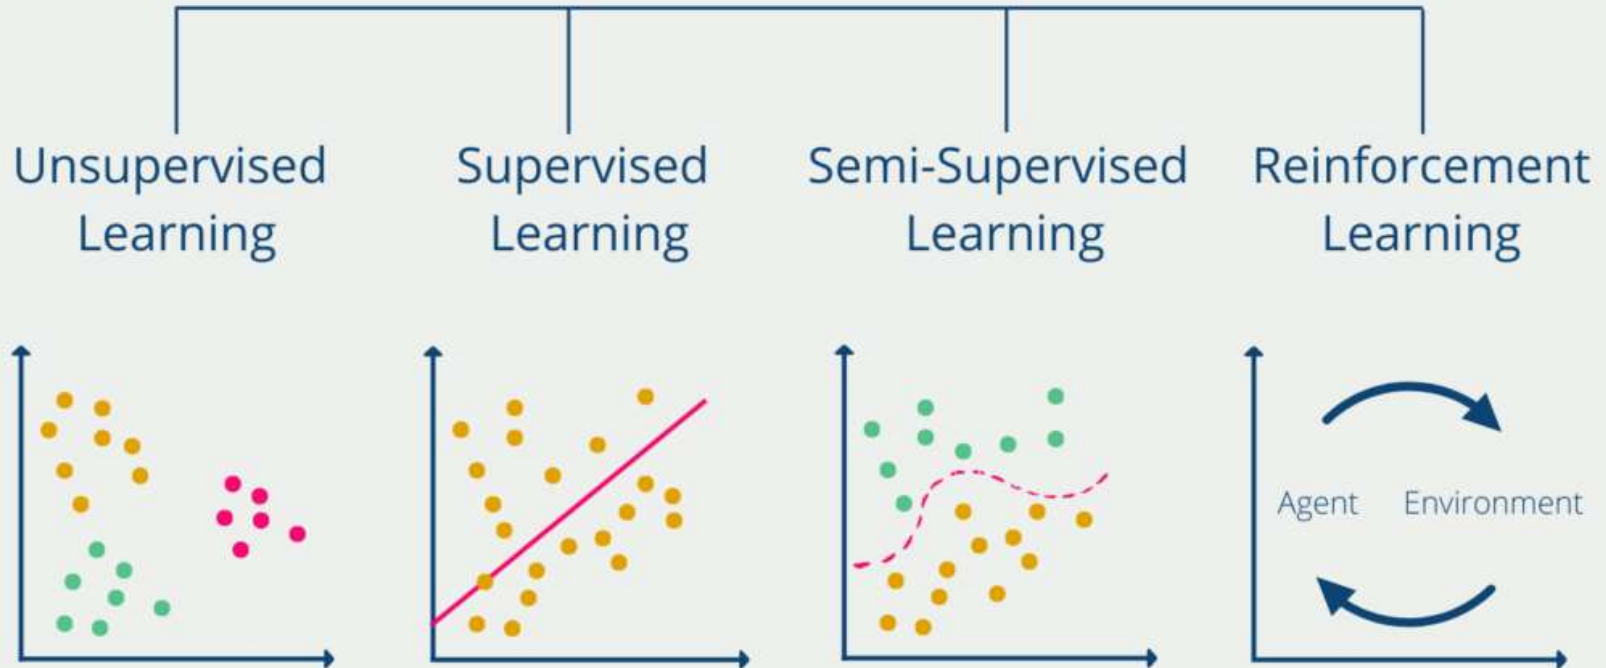 Unsupervised
Learning
Supervised
Learning
Semi-Supervised
Learning
Reinforcement
Learning
Agent
Environment